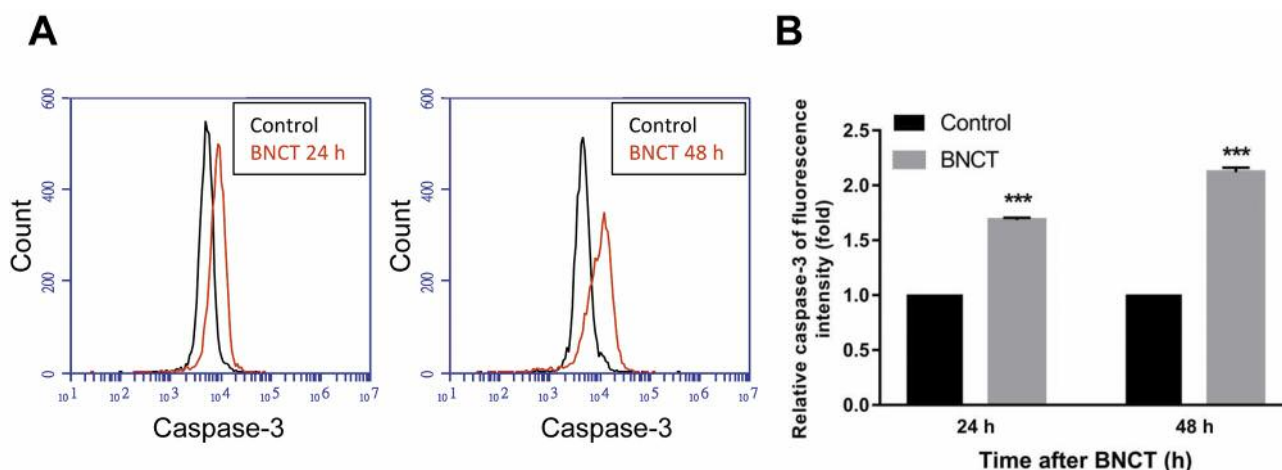 A
600
400
200
0
Count
Control
BNCT 24 h
10^1 10^2 10^3 10^4 10^5 10^6 10^7
Caspase-3
600
400
200
0
Count
Control
BNCT 48 h
10^1 10^2 10^3 10^4 10^5 10^6 10^7
Caspase-3
B
Relative caspase-3 of fluorescence
intensity (fold)
2.5
2.0
1.5
1.0
0.5
0.0
Control
BNCT
***
***
24 h 48 h
Time after BNCT (h)